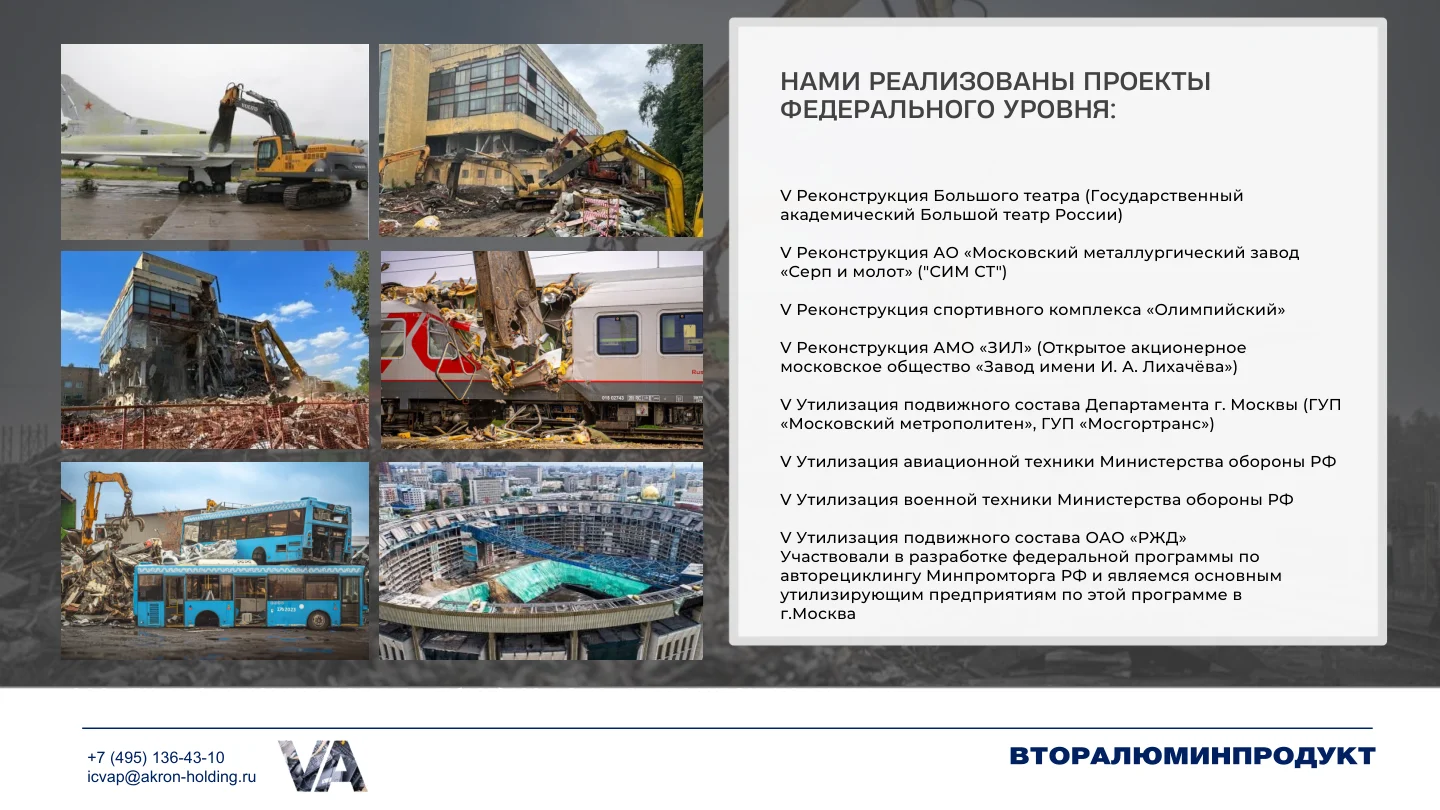 НАМИ РЕАЛИЗОВАНЫ ПРОЕКТЫ
ФЕДЕРАЛЬНОГО УРОВНЯ:
V Реконструкция Большого театра (Государственный
академический Большой театр России)
V Реконструкция АО «Московский металлургический завод
«Серп и молот» ("СИМ СТ")
V Реконструкция спортивного комплекса «Олимпийский»
V Реконструкция АМО «ЗИЛ» (Открытое акционерное
московское общество «Завод имени И. А. Лихачёва»)
V Утилизация подвижного состава Департамента г. Москвы (ГУП
«Московский метрополитен», ГУП «Мосгортранс»)
V Утилизация авиационной техники Министерства обороны РФ
V Утилизация военной техники Министерства обороны РФ
V Утилизация подвижного состава ОАО «РЖД»
Участвовали в разработке федеральной программы по
авторециклингу Минпромторга РФ и являемся основным
утилизирующим предприятиям по этой программе в
г.Москва
+7 (495) 136-43-10
icvap@akron-holding.ru
VA
ВТОРАЛЮМИНПРОДУКТ